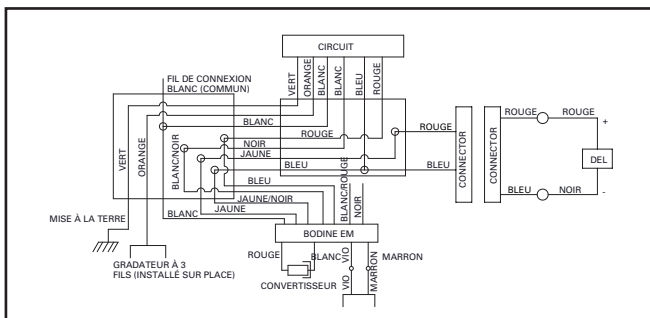 CIRCUIT
FIL DE CONNEXION
BLANC (COMMUN)
VERT
ORANGE
BLANC
BLANC
BLEU
ROUGE
BLANC
ROUGE
NOIR
JAUNE
BLEU
ROUGE
BLEU
CONNECTOR
CONNECTOR
ROUGE
ROUGE
+
DEL
BLEU
NOIR
-
VERT
ORANGE
BLANC/NOIR
BLEU
JAUNE/NOIR
JAUNE
BLANC
BLANC/ROUGE
NOIR
MISE À LA TERRE
BODINE EM
GRADATEUR À 3
FILS (INSTALLÉ SUR PLACE)
ROUGE
BLANC
VIO
MARRON
CONVERTISSEUR
VIO
MARRON